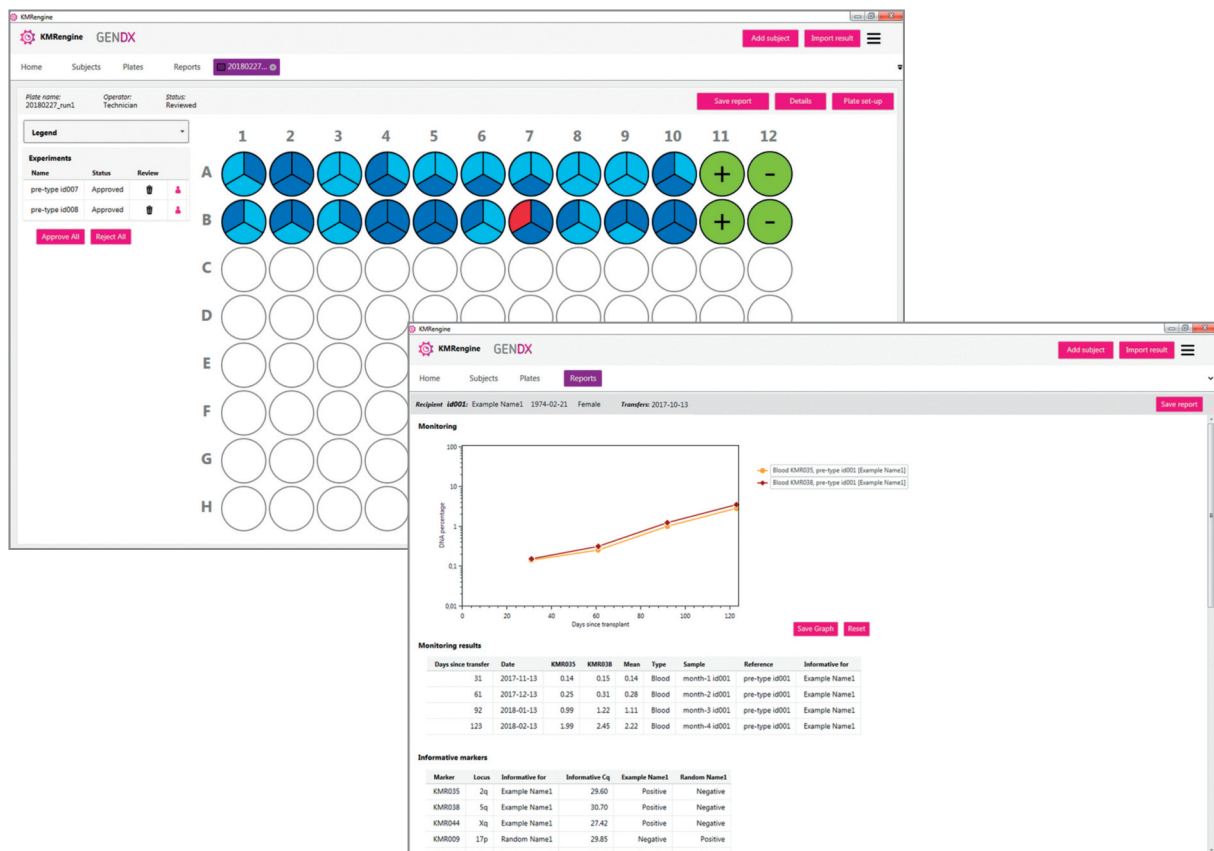 KMRengine
KMRengine GENDX Add subject Import result
Home Subjects Plates Reports 20180227...
Plate name: Operator: Status:
20180227_run1 Technician Reviewed
Save report Details Plate set-up
Legend
Experiments
Name Status Review
pre-type id007 Approved
pre-type id008 Approved
Approve All Reject All
1 2 3 4 5 6 7 8 9 10 11 12
A + -
B + -
C
D
E
F
G
H
KMRengine
KMRengine GENDX Add subject Import result
Home Subjects Plates Reports
Recipient id001: Example Name1 1974-02-21 Female Transfers: 2017-10-13 Save report
Monitoring
100
10
1
0,1
0,01
DNA percentage
0 20 40 60 80 100 120
Days since transplant
Blood KMR035, pre-type id001 [Example Name1]
Blood KMR038, pre-type id001 [Example Name1]
Save Graph Reset
Monitoring results
Days since transfer Date KMR035 KMR038 Mean Type Sample Reference Informative for
31 2017-11-13 0.14 0.15 0.14 Blood month-1 id001 pre-type id001 Example Name1
61 2017-12-13 0.25 0.31 0.28 Blood month-2 id001 pre-type id001 Example Name1
92 2018-01-13 0.99 1.22 1.11 Blood month-3 id001 pre-type id001 Example Name1
123 2018-02-13 1.99 2.45 2.22 Blood month-4 id001 pre-type id001 Example Name1
Informative markers
Marker Locus Informative for Informative Cq Example Name1 Random Name1
KMR035 2q Example Name1 29.60 Positive Negative
KMR038 5q Example Name1 30.70 Positive Negative
KMR044 Xq Example Name1 27.42 Positive Negative
KMR009 17p Random Name1 29.85 Negative Positive